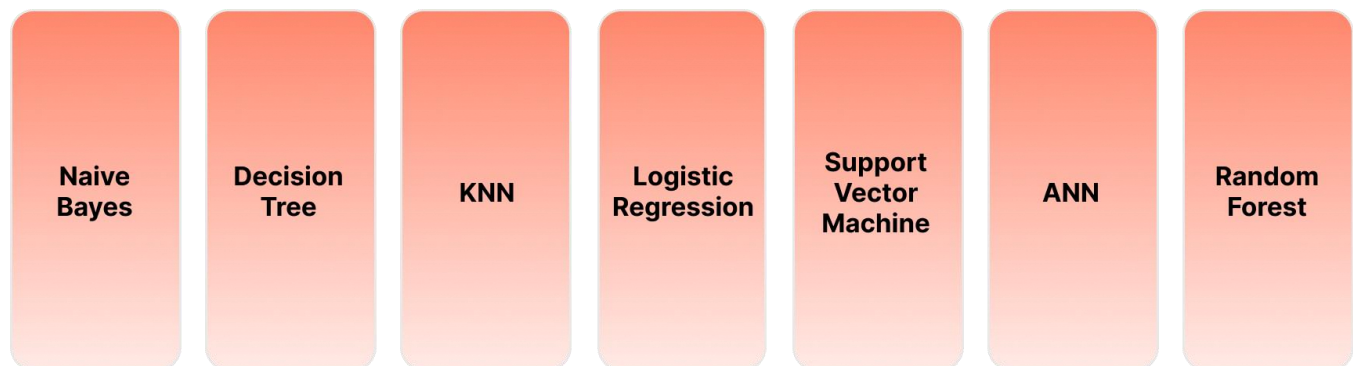 Naive
Bayes
Decision
Tree
KNN
Logistic
Regression
Support
Vector
Machine
ANN
Random
Forest